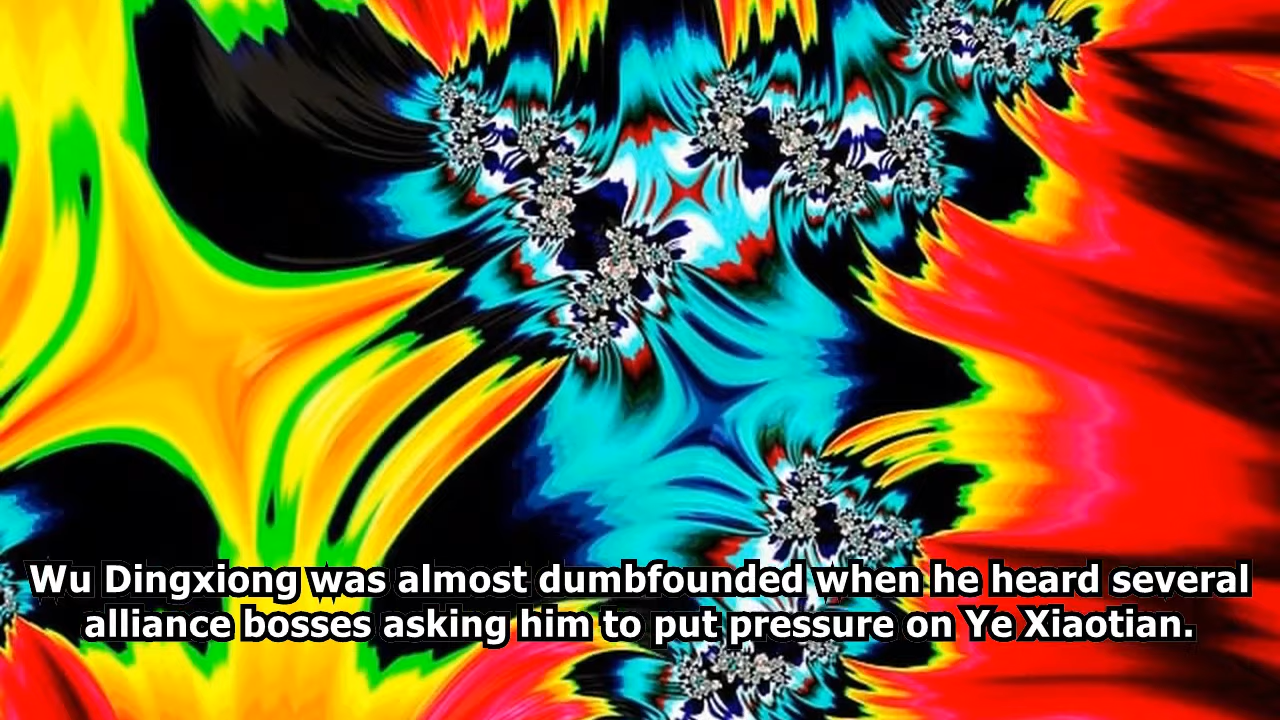 Wu Dingxiong was almost dumbfounded when he heard several
alliance bosses asking him to put pressure on Ye Xiaotian.